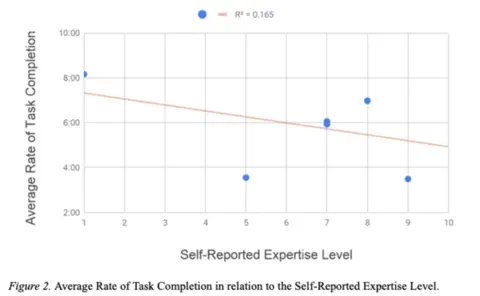 R² = 0.165
10.00
8:00
6:00
4:00
2:00
Average Rate of Task Completion
1 2 3 4 5 6 7 8 9 10
Self-Reported Expertise Level
Figure 2. Average Rate of Task Completion in relation to the Self-Reported Expertise Level.